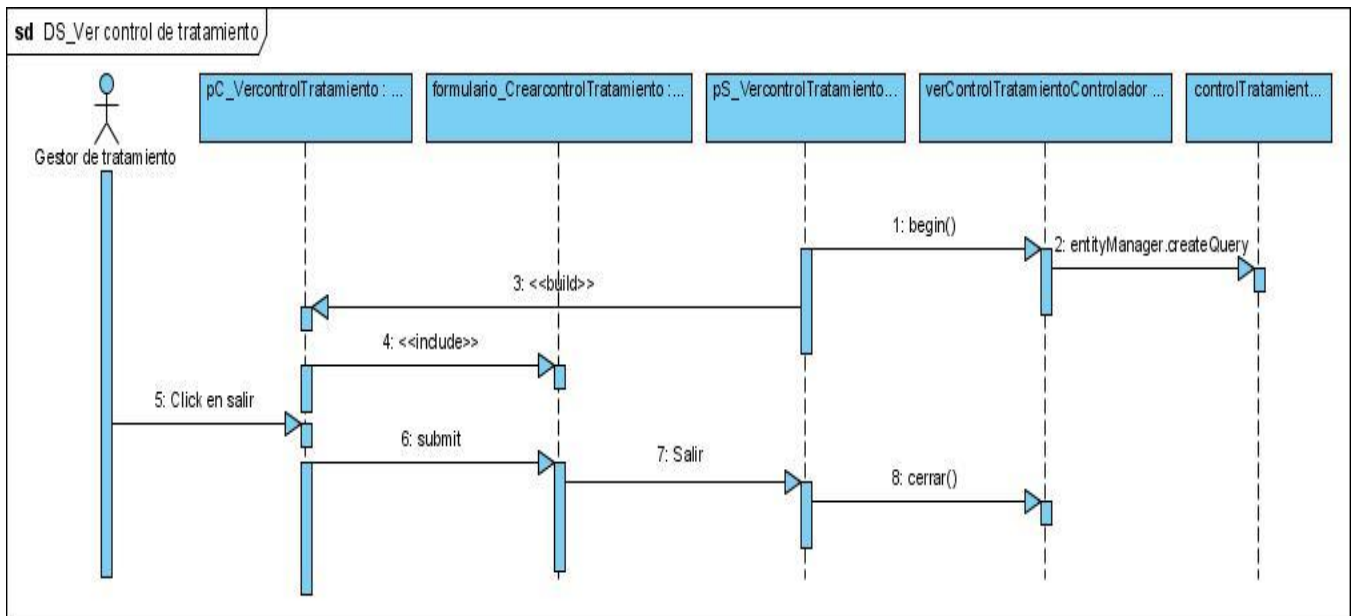 sd DS_Ver control de tratamiento
pC_VercontrolTratamiento : ...
formulario_CrearcontrolTratamiento :...
pS_VercontrolTratamiento...
verControlTratamientoControlador ...
controlTratamient...
Gestor de tratamiento
1: begin()
2: entityManager.createQuery
3: <<build>>
4: <<include>>
5: Click en salir
6: submit
7: Salir
8: cerrar()